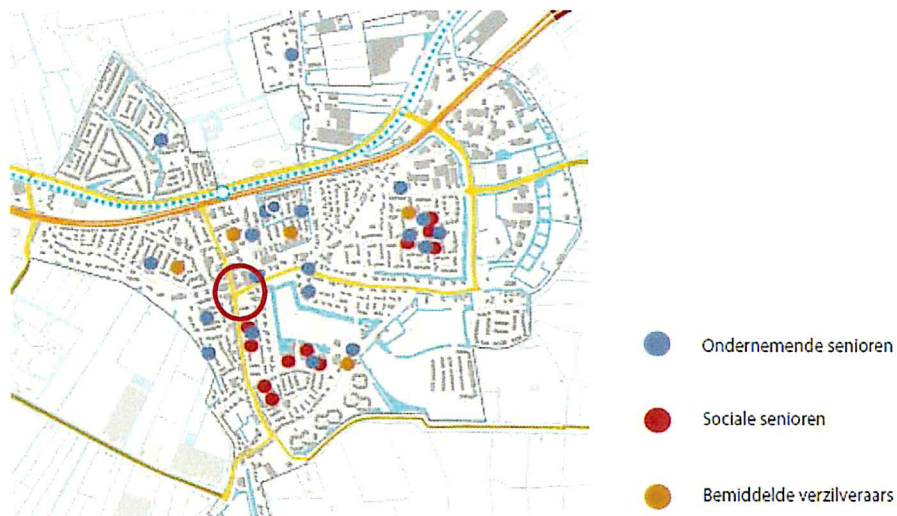 Ondernemende senioren
Sociale senioren
Bemiddelde verzilveraars